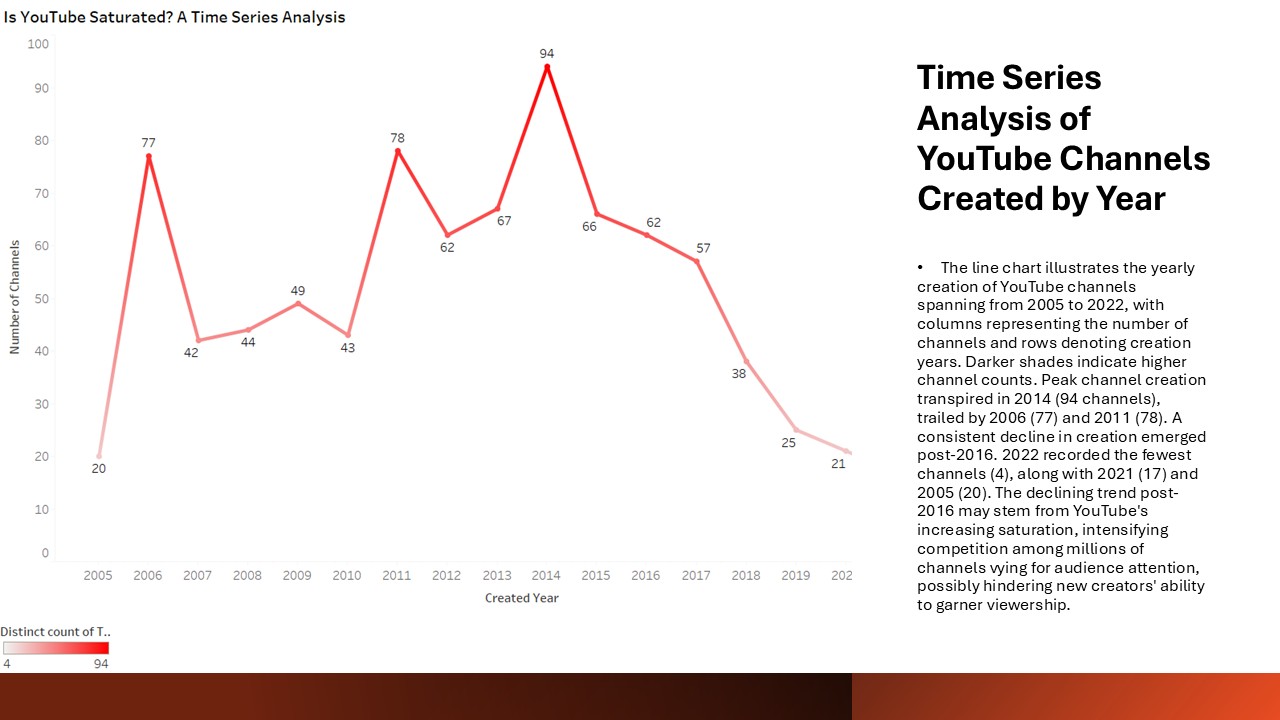 Is YouTube Saturated? A Time Series Analysis
100
90
80
70
60
50
40
30
20
10
0
Number of Channels
20
77
42
44
49
43
78
62
67
94
66
62
57
38
25
21
2005 2006 2007 2008 2009 2010 2011 2012 2013 2014 2015 2016 2017 2018 2019 202
Created Year
Distinct count of T..
4 94
Time Series
Analysis of
YouTube Channels
Created by Year
• The line chart illustrates the yearly
creation of YouTube channels
spanning from 2005 to 2022, with
columns representing the number of
channels and rows denoting creation
years. Darker shades indicate higher
channel counts. Peak channel creation
transpired in 2014 (94 channels),
trailed by 2006 (77) and 2011 (78). A
consistent decline in creation emerged
post-2016. 2022 recorded the fewest
channels (4), along with 2021 (17) and
2005 (20). The declining trend post-
2016 may stem from YouTube's
increasing saturation, intensifying
competition among millions of
channels vying for audience attention,
possibly hindering new creators' ability
to garner viewership.